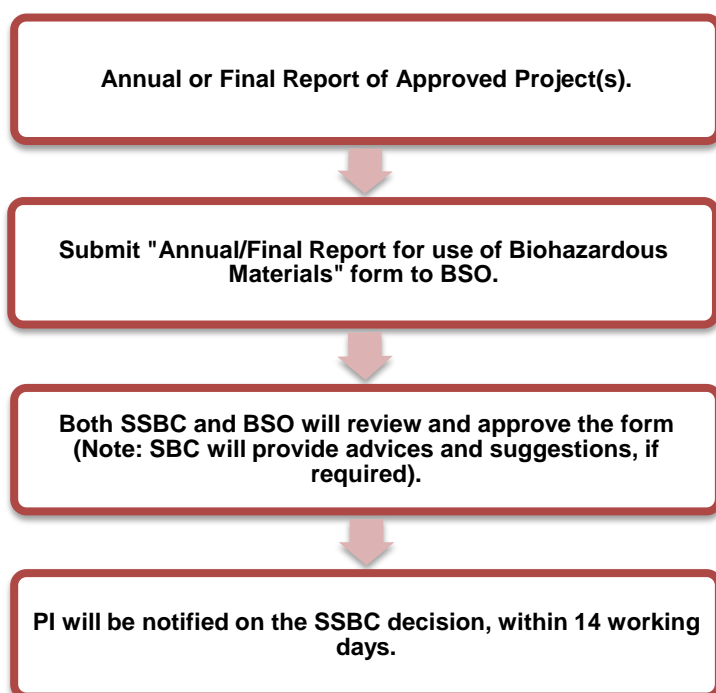 Annual or Final Report of Approved Project(s).
Submit "Annual/Final Report for use of Biohazardous
Materials" form to BSO.
Both SSBC and BSO will review and approve the form
(Note: SBC will provide advices and suggestions, if
required).
PI will be notified on the SSBC decision, within 14 working
days.